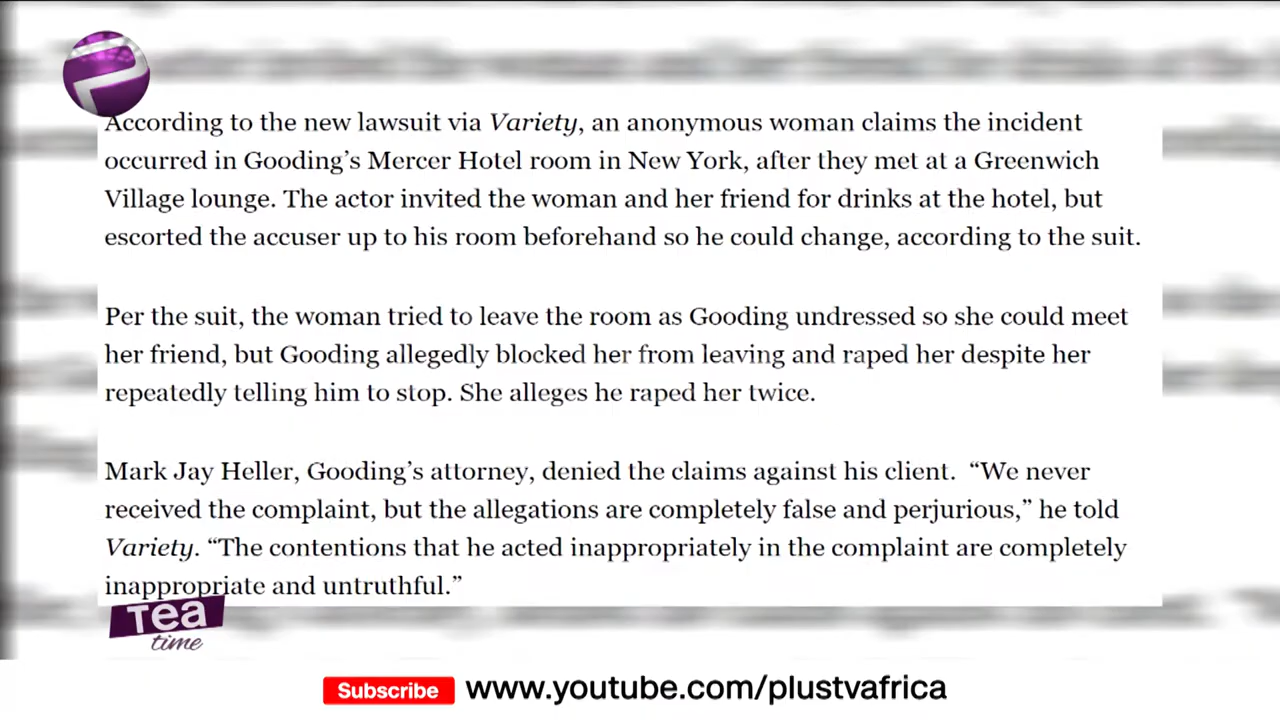 According to the new lawsuit via Variety, an anonymous woman claims the incident
occurred in Gooding’s Mercer Hotel room in New York, after they met at a Greenwich
Village lounge. The actor invited the woman and her friend for drinks at the hotel, but
escorted the accuser up to his room beforehand so he could change, according to the suit.
Per the suit, the woman tried to leave the room as Gooding undressed so she could meet
her friend, but Gooding allegedly blocked her from leaving and raped her despite her
repeatedly telling him to stop. She alleges he raped her twice.
Mark Jay Heller, Gooding’s attorney, denied the claims against his client. “We never
received the complaint, but the allegations are completely false and perjurious,” he told
Variety. “The contentions that he acted inappropriately in the complaint are completely
inappropriate and untruthful.”
Tea
time
Subscribe www.youtube.com/plustvafrica